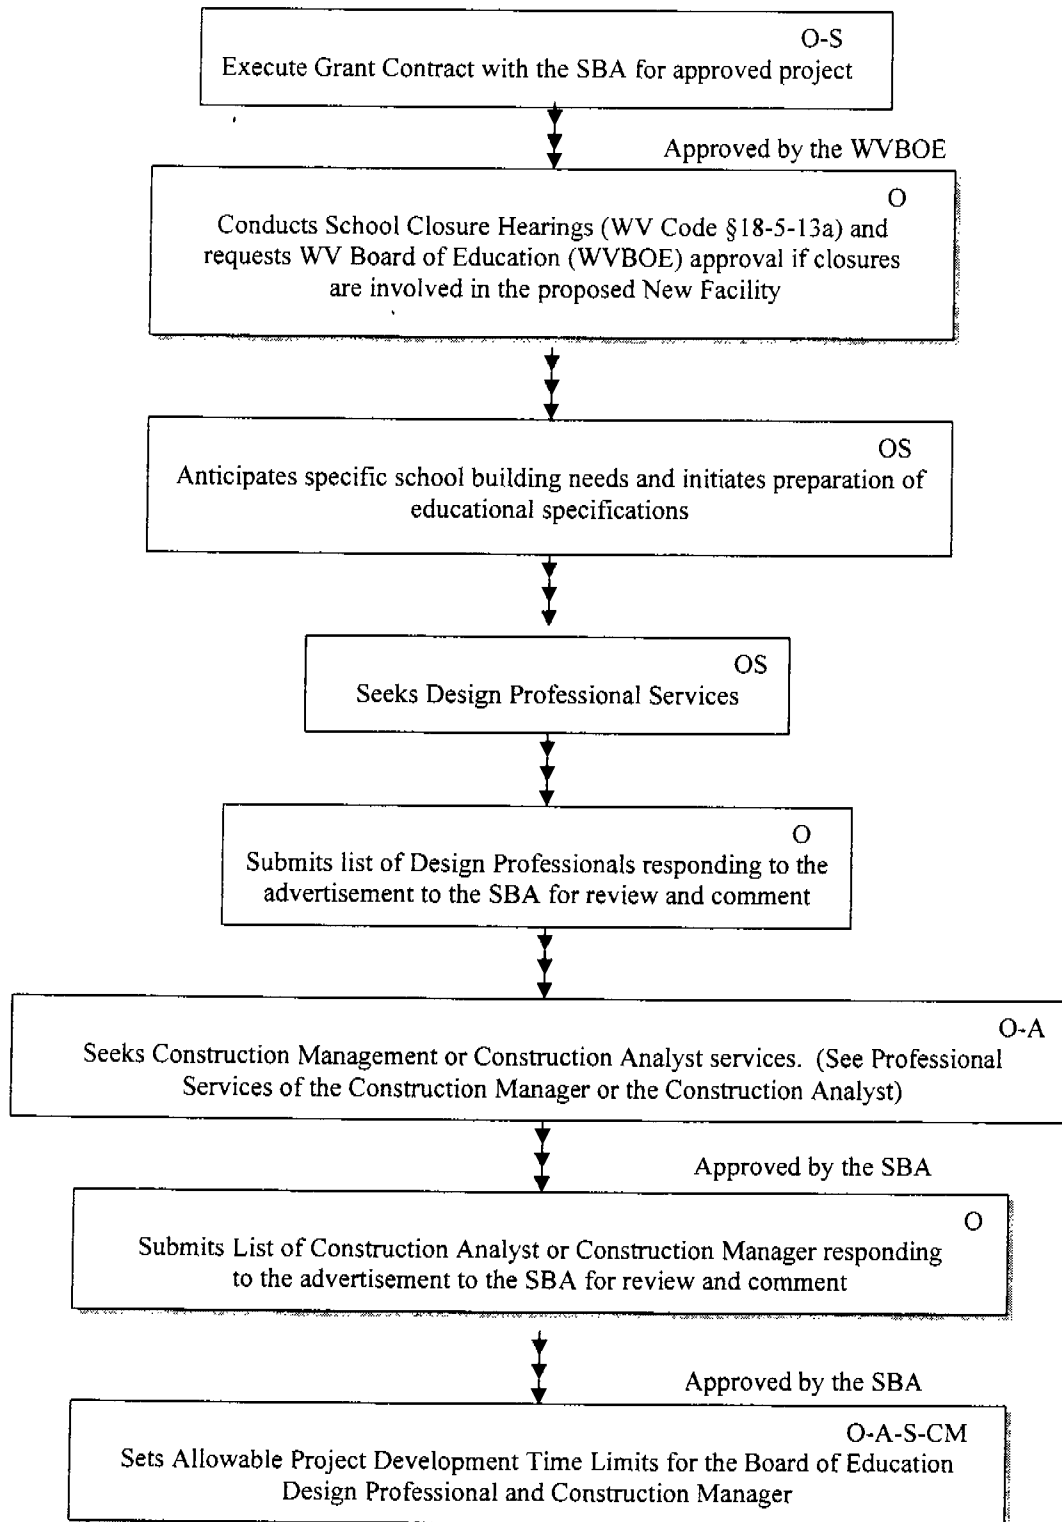 O-S
Execute Grant Contract with the SBA for approved project
Approved by the WVBOE
O
Conducts School Closure Hearings (WV Code §18-5-13a) and
requests WV Board of Education (WVBOE) approval if closures
are involved in the proposed New Facility
OS
Anticipates specific school building needs and initiates preparation of
educational specifications
OS
Seeks Design Professional Services
O
Submits list of Design Professionals responding to the
advertisement to the SBA for review and comment
O-A
Seeks Construction Management or Construction Analyst services. (See Professional
Services of the Construction Manager or the Construction Analyst)
Approved by the SBA
O
Submits List of Construction Analyst or Construction Manager responding
to the advertisement to the SBA for review and comment
Approved by the SBA
O-A-S-CM
Sets Allowable Project Development Time Limits for the Board of Education
Design Professional and Construction Manager